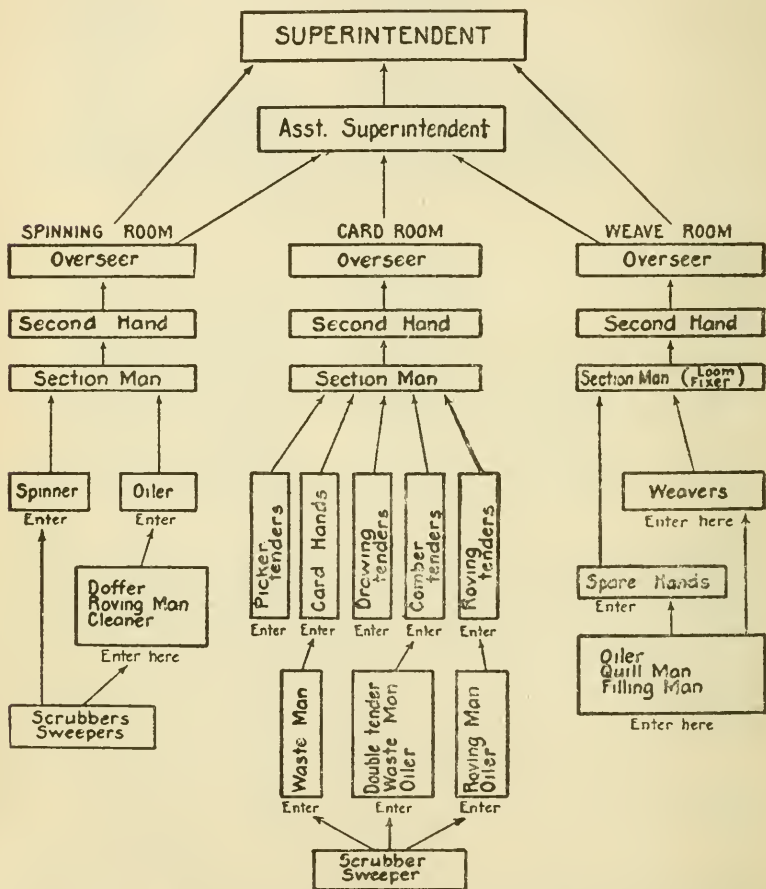 SUPERINTENDENT
Asst. Superintendent
SPINNING ROOM
Overseer
Second Hand
Section Man
Spinner
Enter
Oiler
Enter
Doffer
Roving Man
Cleaner
Enter here
Scrubbers
Sweepers
CARD ROOM
Overseer
Second Hand
Section Man
Picker tenders
Enter
Card Hands
Enter
Drawing tenders
Enter
Comber tenders
Enter
Roving tenders
Enter
Waste Man
Enter
Double tender
Waste Man
Oiler
Enter
Roving Man
Oiler
Enter
Scrubber
Sweeper
WEAVE ROOM
Overseer
Second Hand
Section Man (Loom Fixer)
Weavers
Enter here
Spare Hands
Enter
Oiler
Quill Man
Filling Man
Enter here